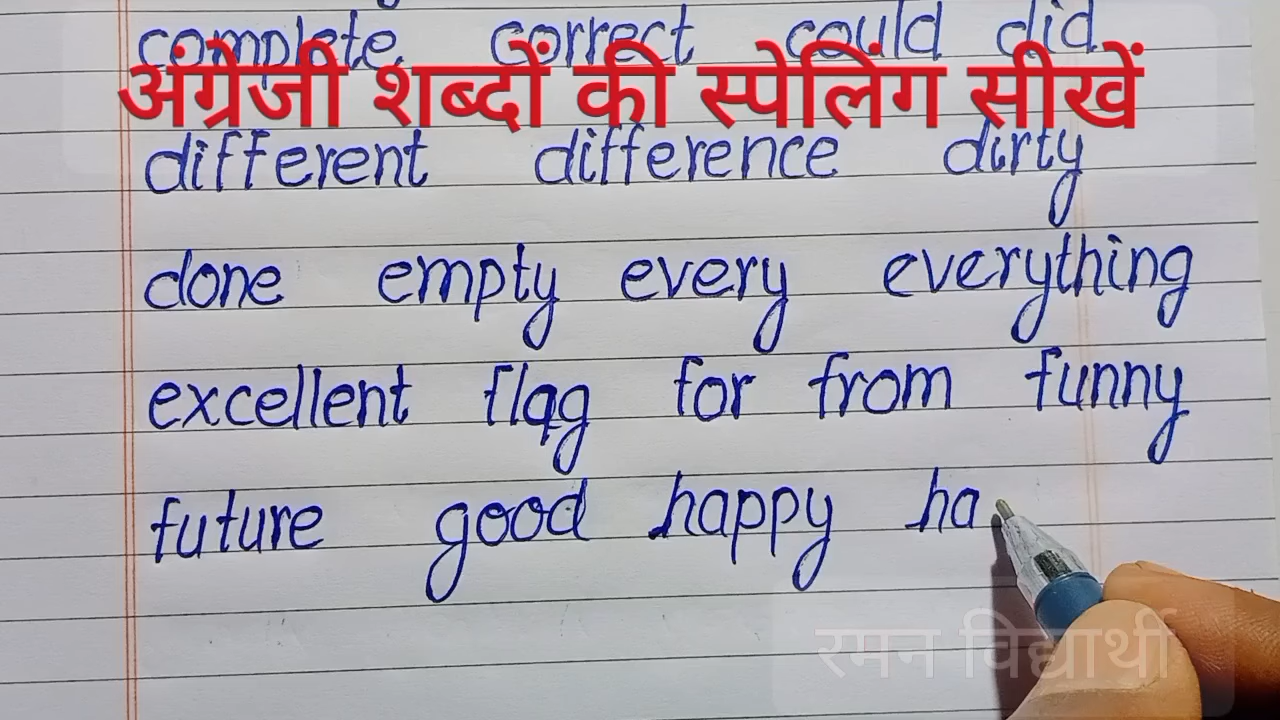 complete correct could did
अंग्रेजी शब्दों की स्पेलिंग सीखें
different difference dirty
done empty every everything
excellent flag for from funny
future good happy ha
रमन विद्यार्थी